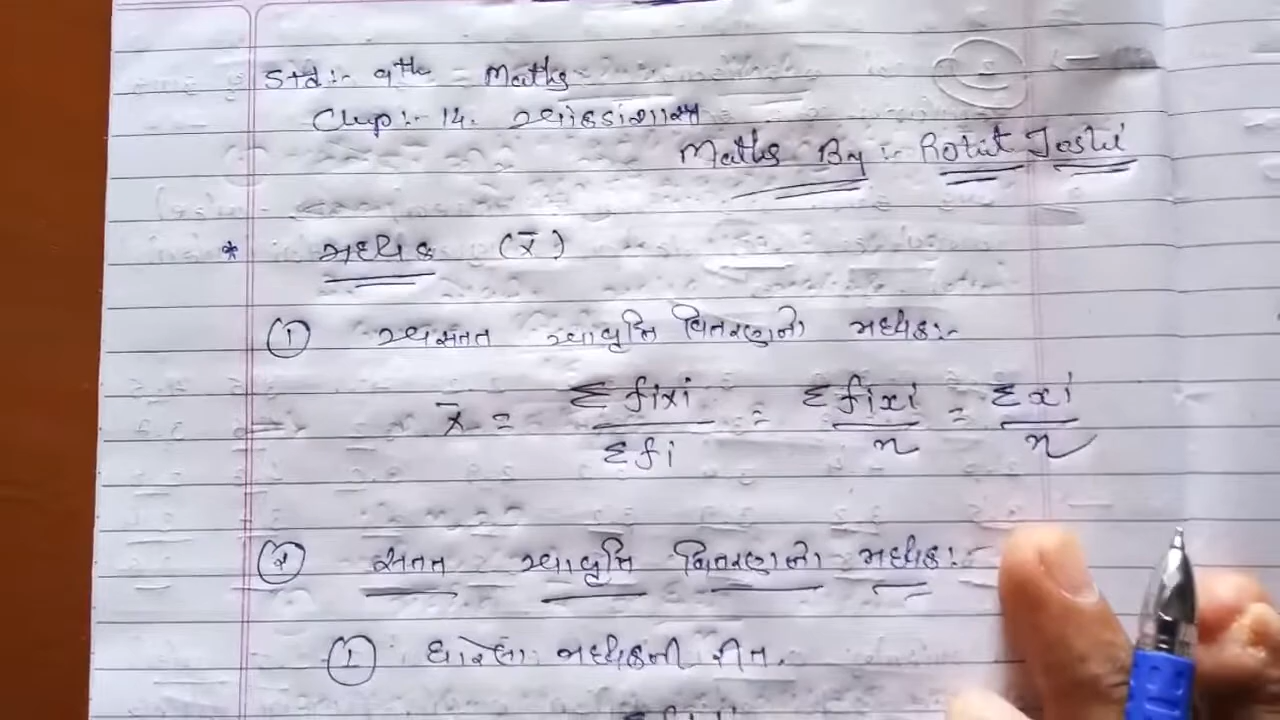 Std :- 9th - Maths
Chap :- 14. આંકડાશાસ્ત્ર
Maths By :- Rohit Joshi
* મધ્યક (x̄)
① અસતત આવૃત્તિ વિતરણનો મધ્યક :-
x̄ = Σfixi / Σfi = Σfixi / n = Σxi / n
② સતત આવૃત્તિ વિતરણનો મધ્યક :-
① ધારેલા મધ્યકની રીત.